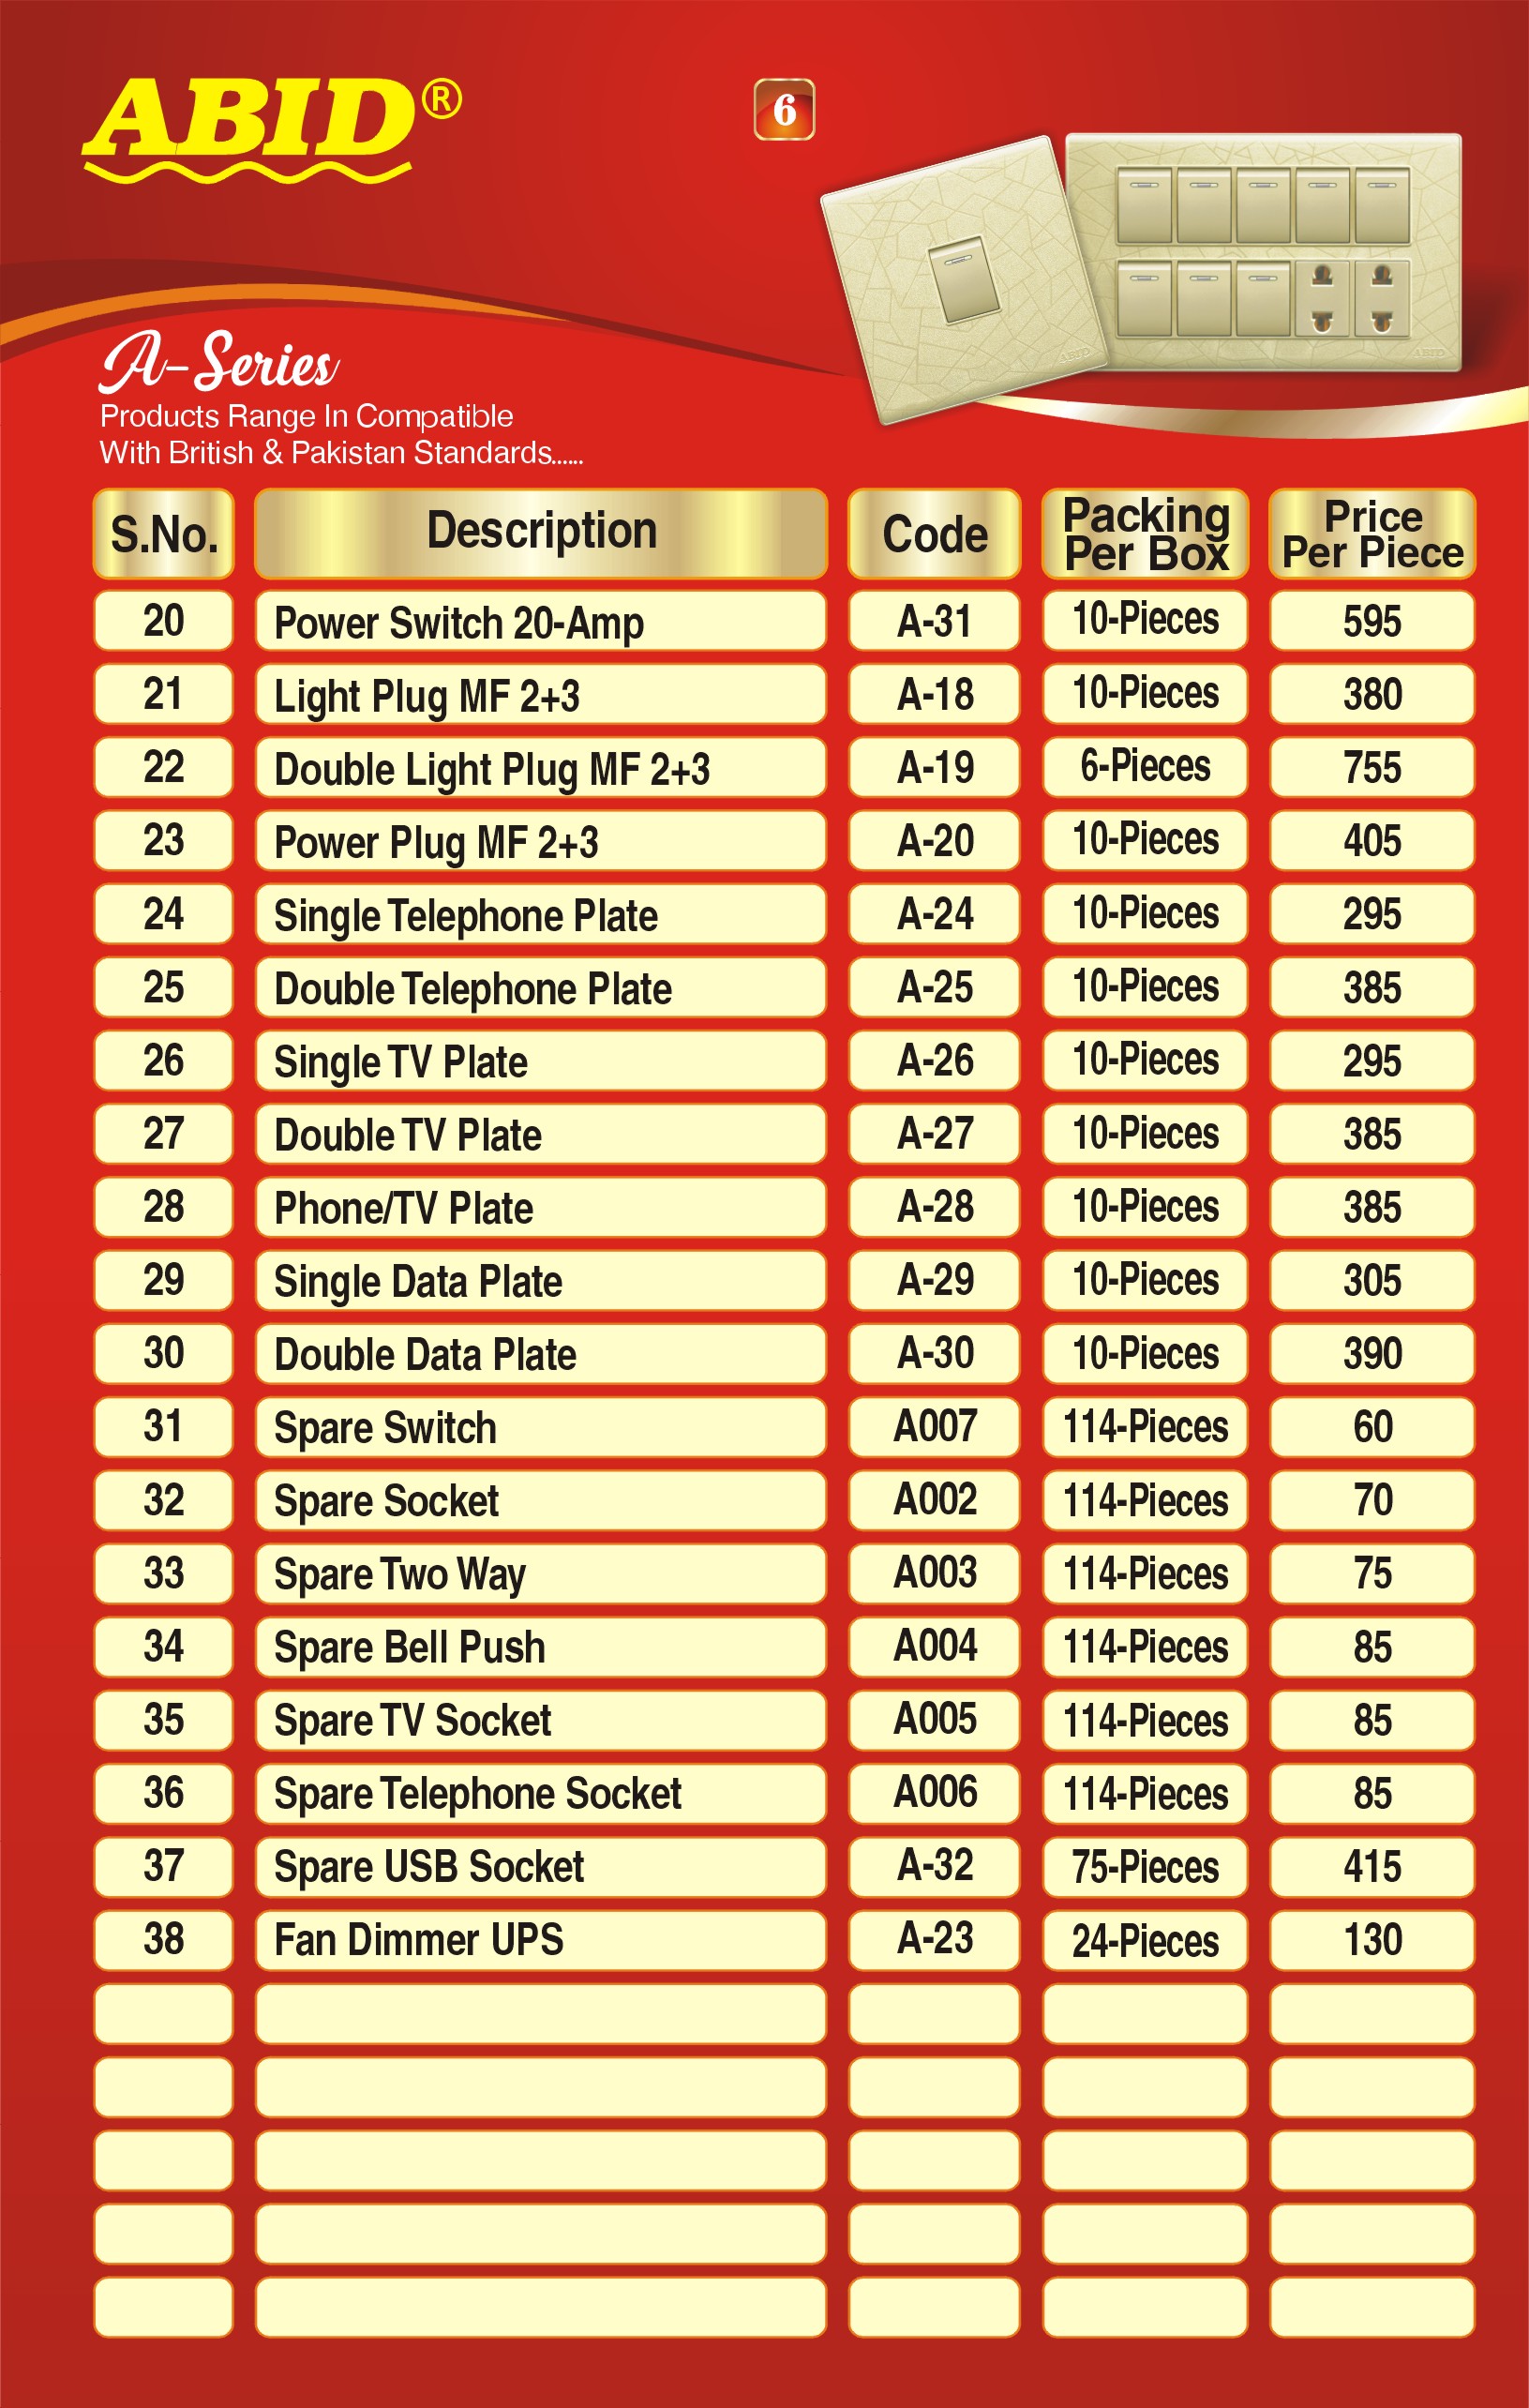 ABID®
6
A-Series
Products Range In Compatible
With British & Pakistan Standards......
S.No. Description Code Packing Per Box Price Per Piece
20 Power Switch 20-Amp A-31 10-Pieces 595
21 Light Plug MF 2+3 A-18 10-Pieces 380
22 Double Light Plug MF 2+3 A-19 6-Pieces 755
23 Power Plug MF 2+3 A-20 10-Pieces 405
24 Single Telephone Plate A-24 10-Pieces 295
25 Double Telephone Plate A-25 10-Pieces 385
26 Single TV Plate A-26 10-Pieces 295
27 Double TV Plate A-27 10-Pieces 385
28 Phone/TV Plate A-28 10-Pieces 385
29 Single Data Plate A-29 10-Pieces 305
30 Double Data Plate A-30 10-Pieces 390
31 Spare Switch A007 114-Pieces 60
32 Spare Socket A002 114-Pieces 70
33 Spare Two Way A003 114-Pieces 75
34 Spare Bell Push A004 114-Pieces 85
35 Spare TV Socket A005 114-Pieces 85
36 Spare Telephone Socket A006 114-Pieces 85
37 Spare USB Socket A-32 75-Pieces 415
38 Fan Dimmer UPS A-23 24-Pieces 130
ABID
ABID